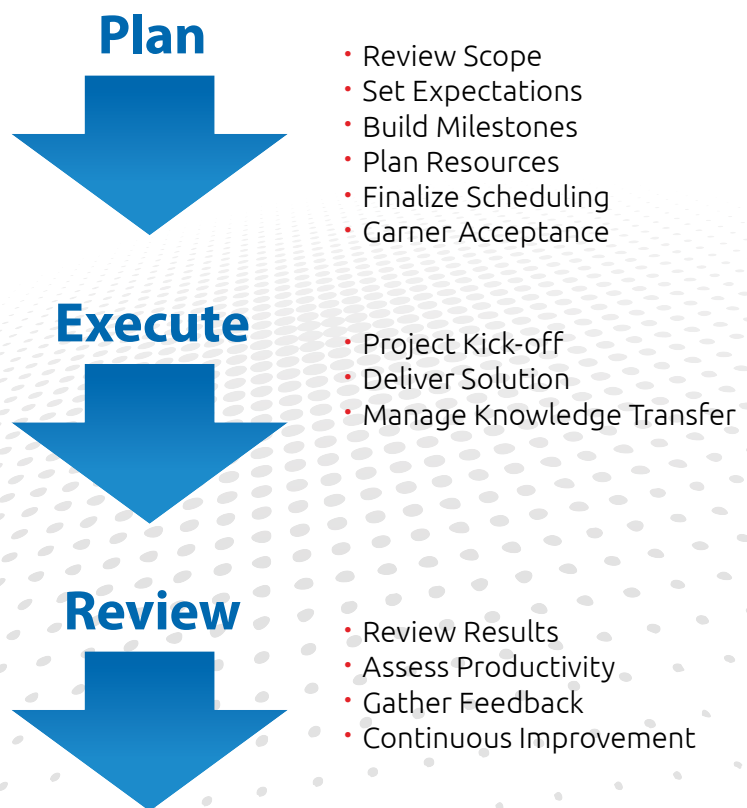 Plan
• Review Scope
• Set Expectations
• Build Milestones
• Plan Resources
• Finalize Scheduling
• Garner Acceptance
Execute
• Project Kick-off
• Deliver Solution
• Manage Knowledge Transfer
Review
• Review Results
• Assess Productivity
• Gather Feedback
• Continuous Improvement